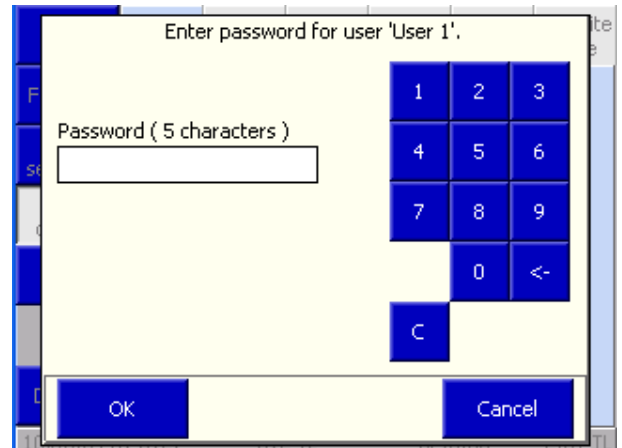 Enter password for user 'User 1'.
1 2 3
Password ( 5 characters )
4 5 6
7 8 9
0 <-
C
OK Cancel